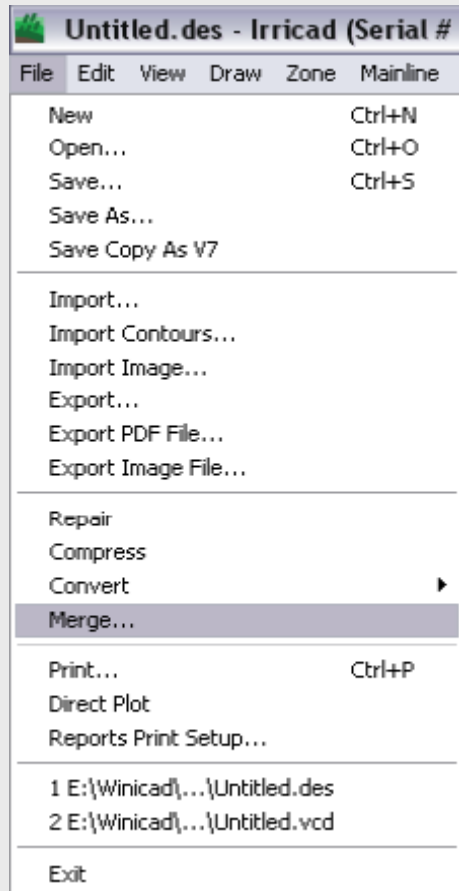 Untitled.des - Irricad (Serial #
File Edit View Draw Zone Mainline
New Ctrl+N
Open... Ctrl+O
Save... Ctrl+S
Save As...
Save Copy As V7
Import...
Import Contours...
Import Image...
Export...
Export PDF File...
Export Image File...
Repair
Compress
Convert
Merge...
Print... Ctrl+P
Direct Plot
Reports Print Setup...
1 E:\Winicad\...\Untitled.des
2 E:\Winicad\...\Untitled.vcd
Exit